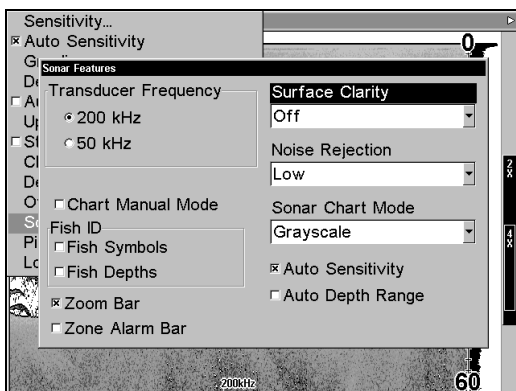 Sensitivity...
Auto Sensitivity
Sonar Features
Transducer Frequency
200 kHz
50 kHz
Chart Manual Mode
Fish ID
Fish Symbols
Fish Depths
Zoom Bar
Zone Alarm Bar
Surface Clarity
Off
Noise Rejection
Low
Sonar Chart Mode
Grayscale
Auto Sensitivity
Auto Depth Range
0
2X
4X
200kHz
60